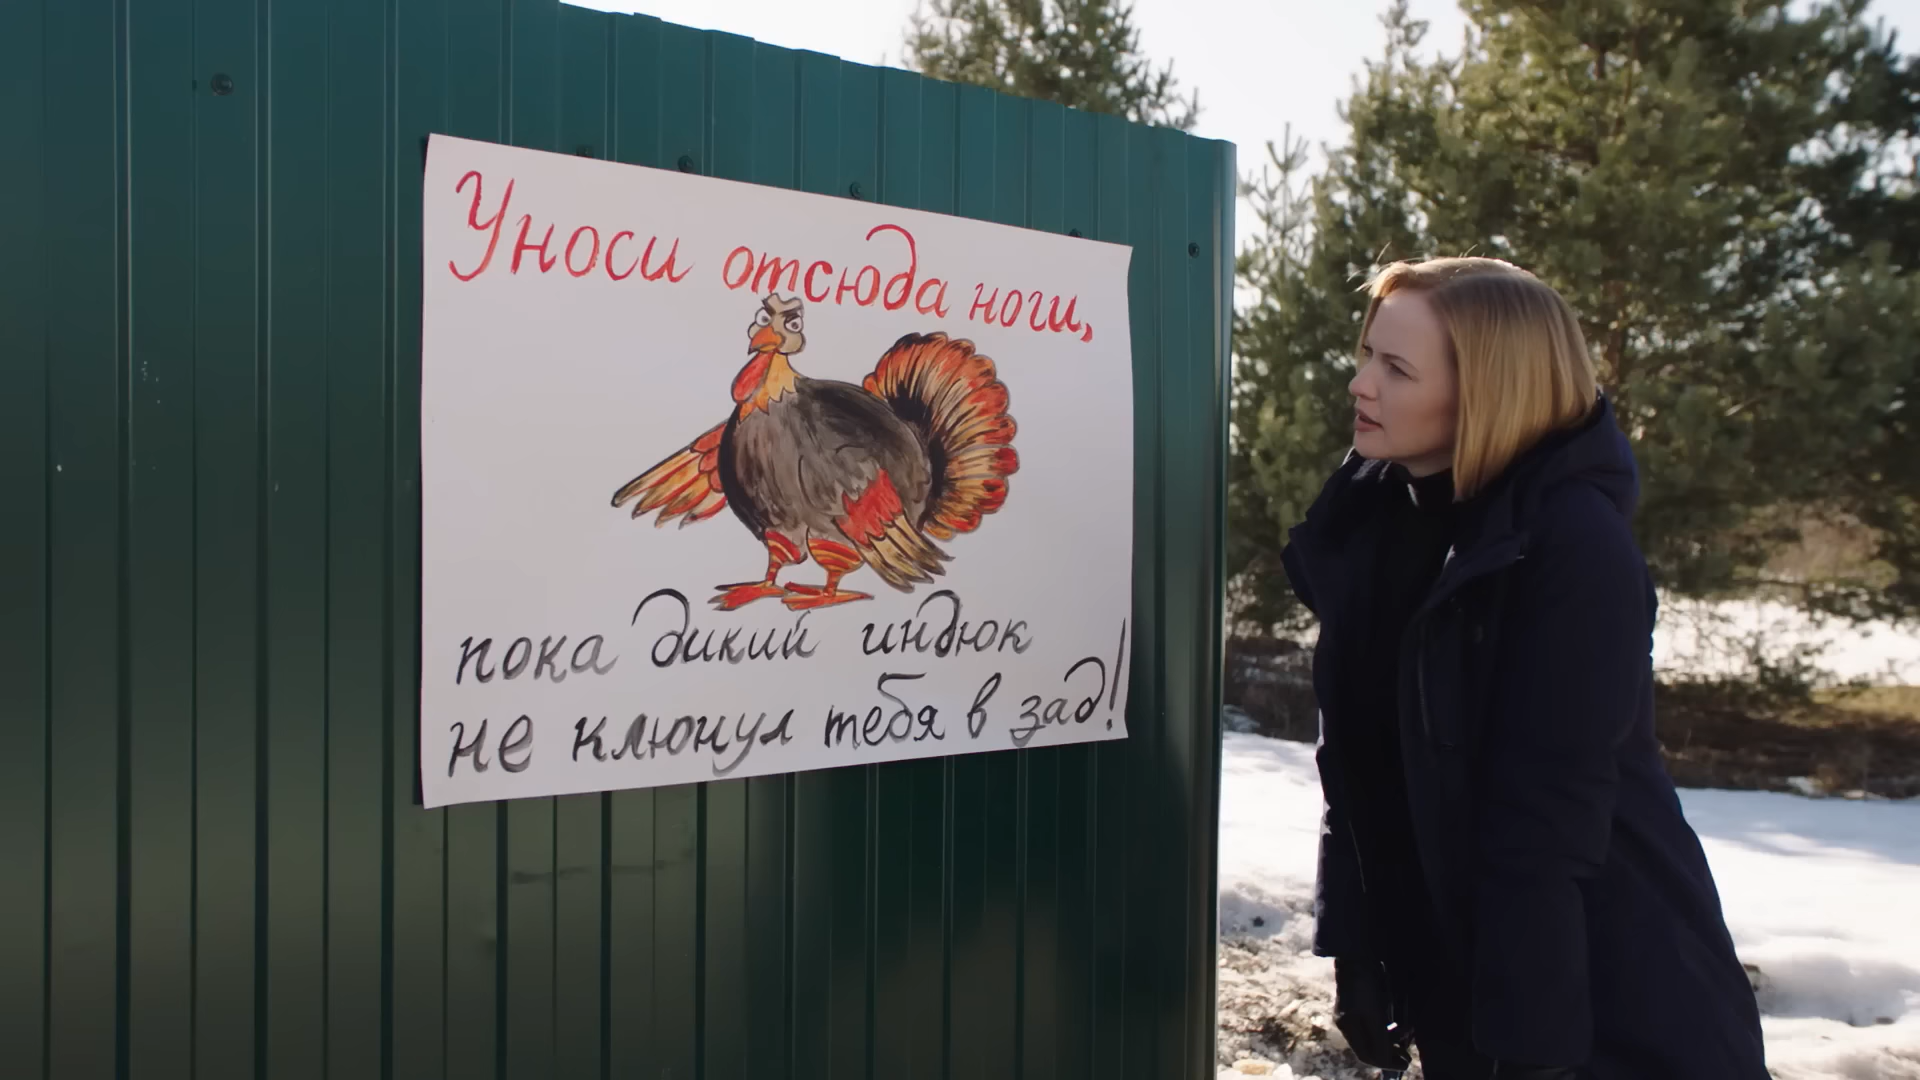 Уноси отсюда ноги,
пока дикий индюк
не клюнул тебя в зад!